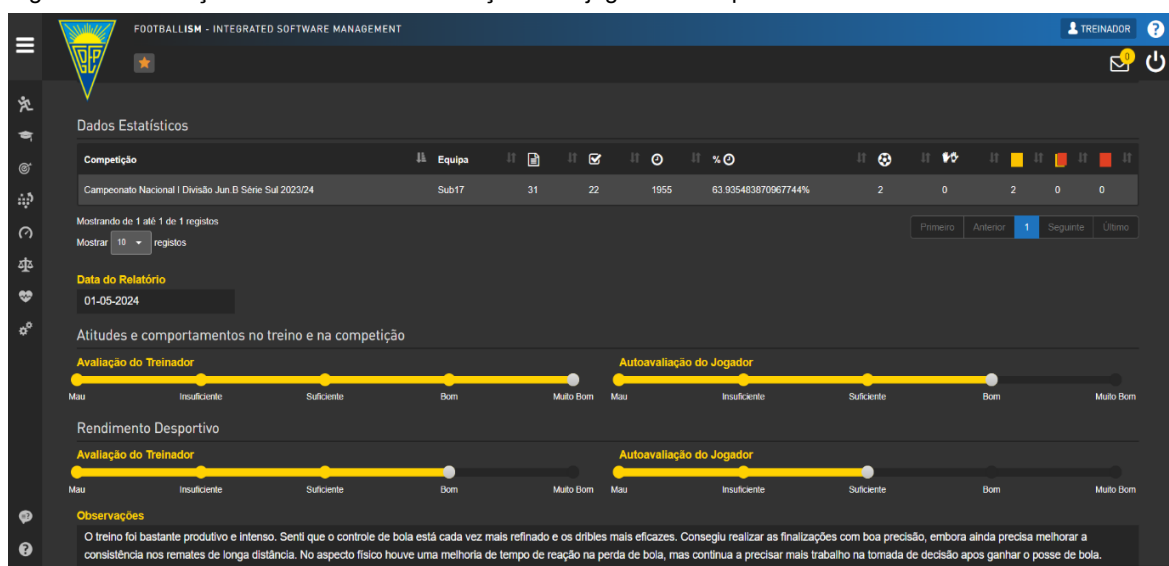 FOOTBALLISM - INTEGRATED SOFTWARE MANAGEMENT
TREINADOR
?
GEP
0
Dados Estatísticos
Competição Equipa %
Campeonato Nacional I Divisão Jun.B Série Sul 2023/24 Sub17 31 22 1955 63.935483870967744% 2 0 2 0 0
Mostrando de 1 até 1 de 1 registos
Mostrar 10 registos
Primeiro Anterior 1 Seguinte Último
Data do Relatório
01-05-2024
Atitudes e comportamentos no treino e na competição
Avaliação do Treinador Autoavaliação do Jogador
Mau Insuficiente Suficiente Bom Muito Bom Mau Insuficiente Suficiente Bom Muito Bom
Rendimento Desportivo
Avaliação do Treinador Autoavaliação do Jogador
Mau Insuficiente Suficiente Bom Muito Bom Mau Insuficiente Suficiente Bom Muito Bom
Observações
O treino foi bastante produtivo e intenso. Senti que o controle de bola está cada vez mais refinado e os dribles mais eficazes. Consegiu realizar as finalizações com boa precisão, embora ainda precisa melhorar a
consistência nos remates de longa distância. No aspecto físico houve uma melhoria de tempo de reação na perda de bola, mas continua a precisar mais trabalho na tomada de decisão apos ganhar o posse de bola.